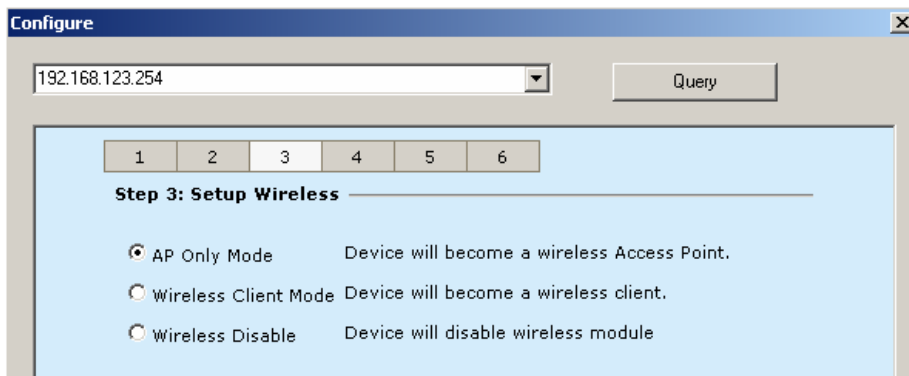 Configure
192.168.123.254 Query
1 2 3 4 5 6
Step 3: Setup Wireless
AP Only Mode Device will become a wireless Access Point.
Wireless Client Mode Device will become a wireless client.
Wireless Disable Device will disable wireless module